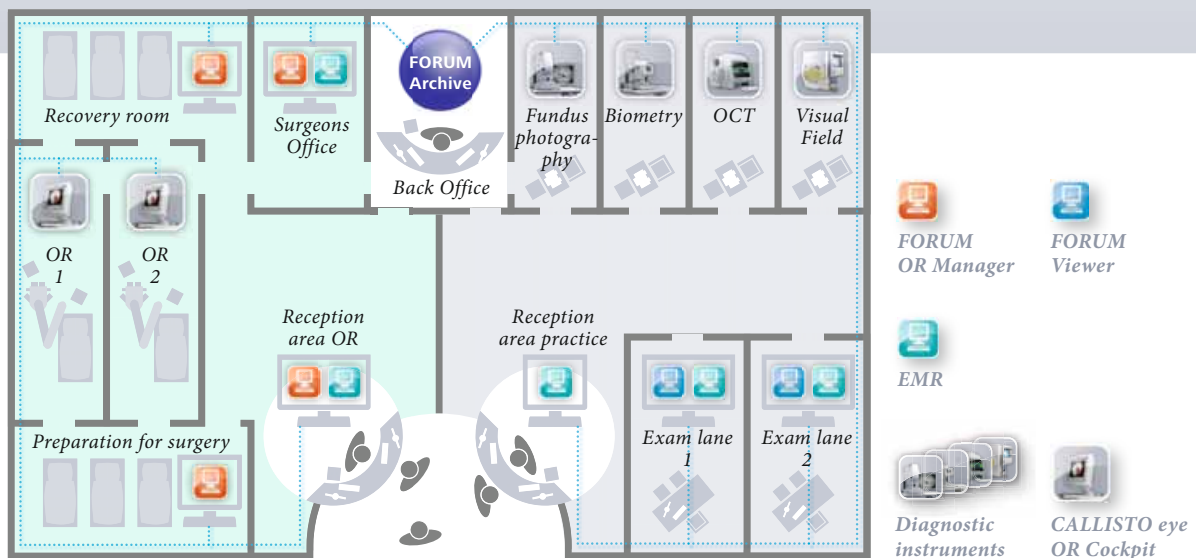 FORUM
Archive
Recovery room
Surgeons
Office
Back Office
Fundus
photogra-
phy
Biometry
OCT
Visual
Field
OR
1
OR
2
Reception
area OR
Reception
area practice
Preparation for surgery
Exam lane
1
Exam lane
2
FORUM
OR Manager
FORUM
Viewer
EMR
Diagnostic
instruments
CALLISTO eye
OR Cockpit